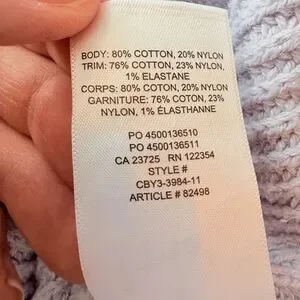 BODY: 80% COTTON, 20% NYLON
TRIM: 76% COTTON, 23% NYLON,
1% ELASTANE
CORPS: 80% COTON, 20% NYLON
GARNITURE: 76% COTON, 23%
NYLON, 1% ÉLASTHANNE
PO 4500136510
PO 4500136511
CA 23725 RN 122354
STYLE #
CBY3-3984-11
ARTICLE # 82498